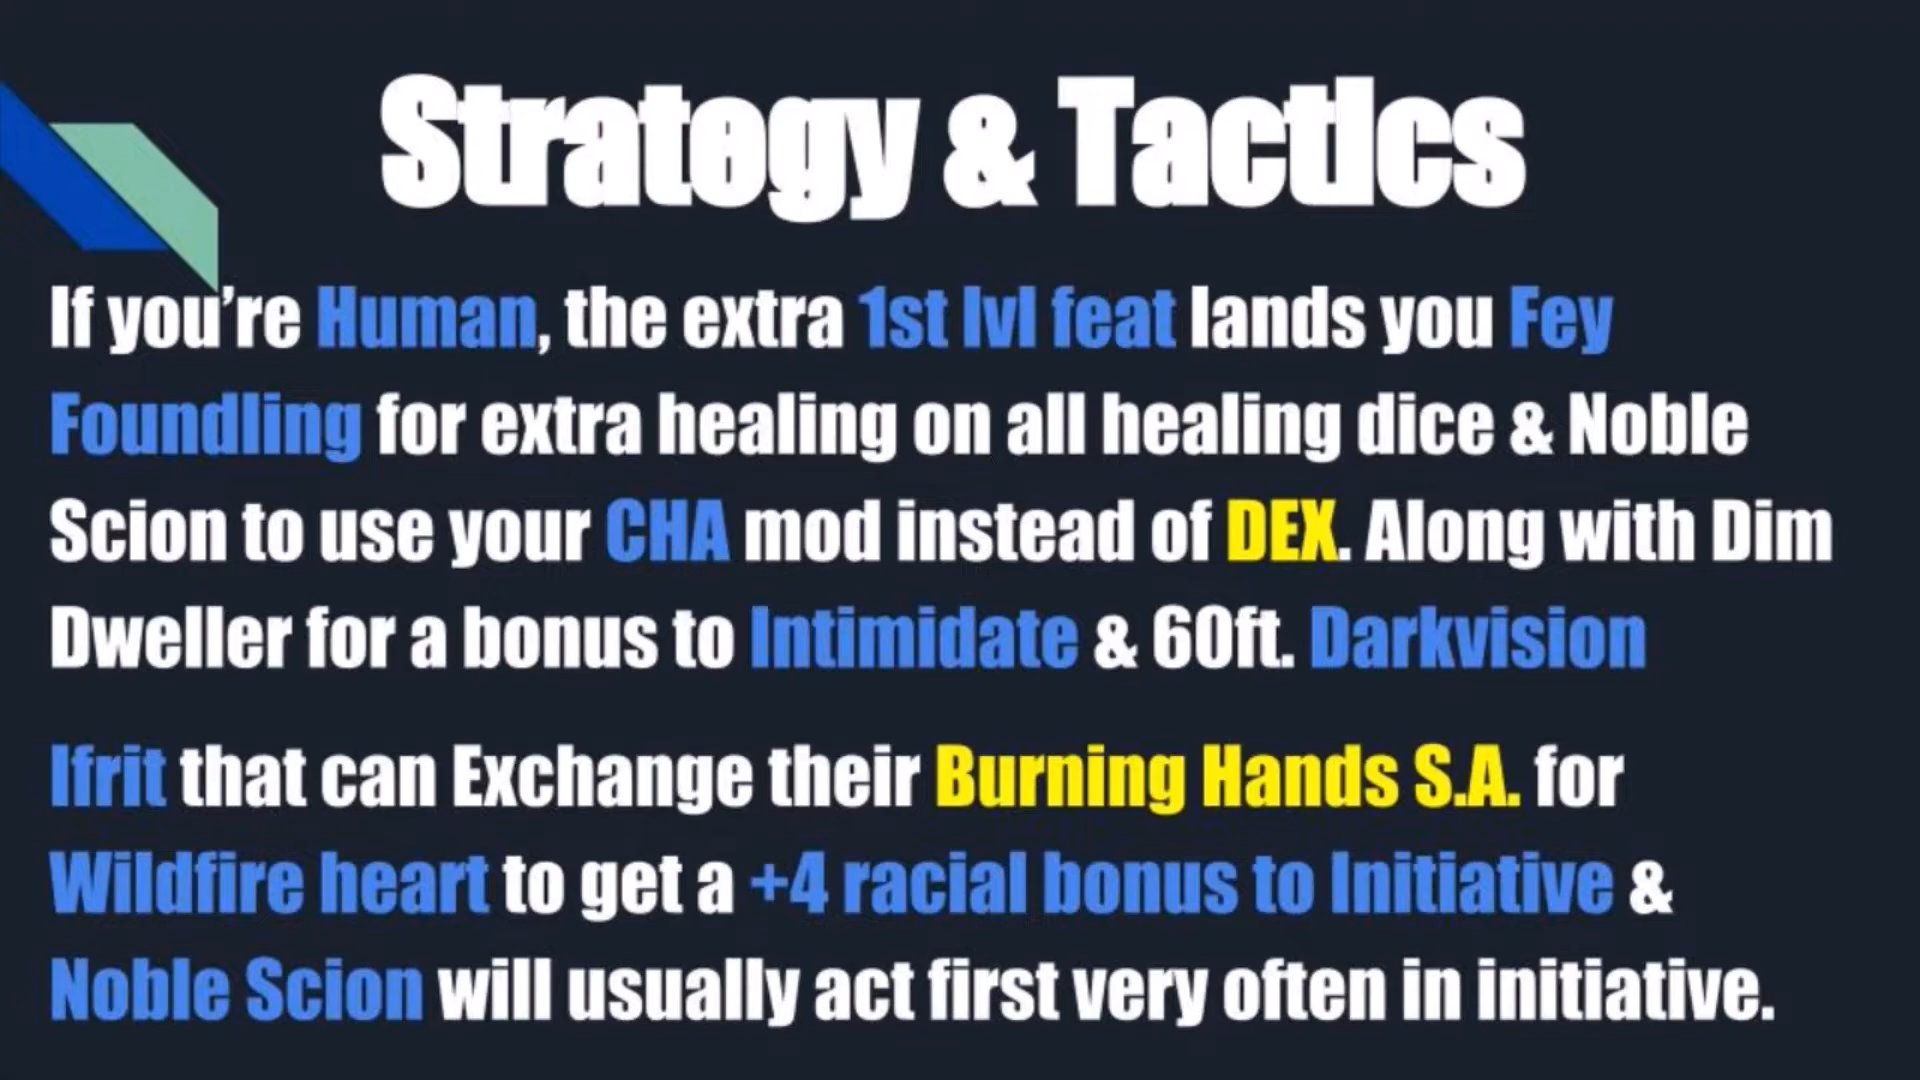 Strategy & Tactics
If you’re Human, the extra 1st lvl feat lands you Fey
Foundling for extra healing on all healing dice & Noble
Scion to use your CHA mod instead of DEX. Along with Dim
Dweller for a bonus to Intimidate & 60ft. Darkvision
Ifrit that can Exchange their Burning Hands S.A. for
Wildfire heart to get a +4 racial bonus to Initiative &
Noble Scion will usually act first very often in initiative.